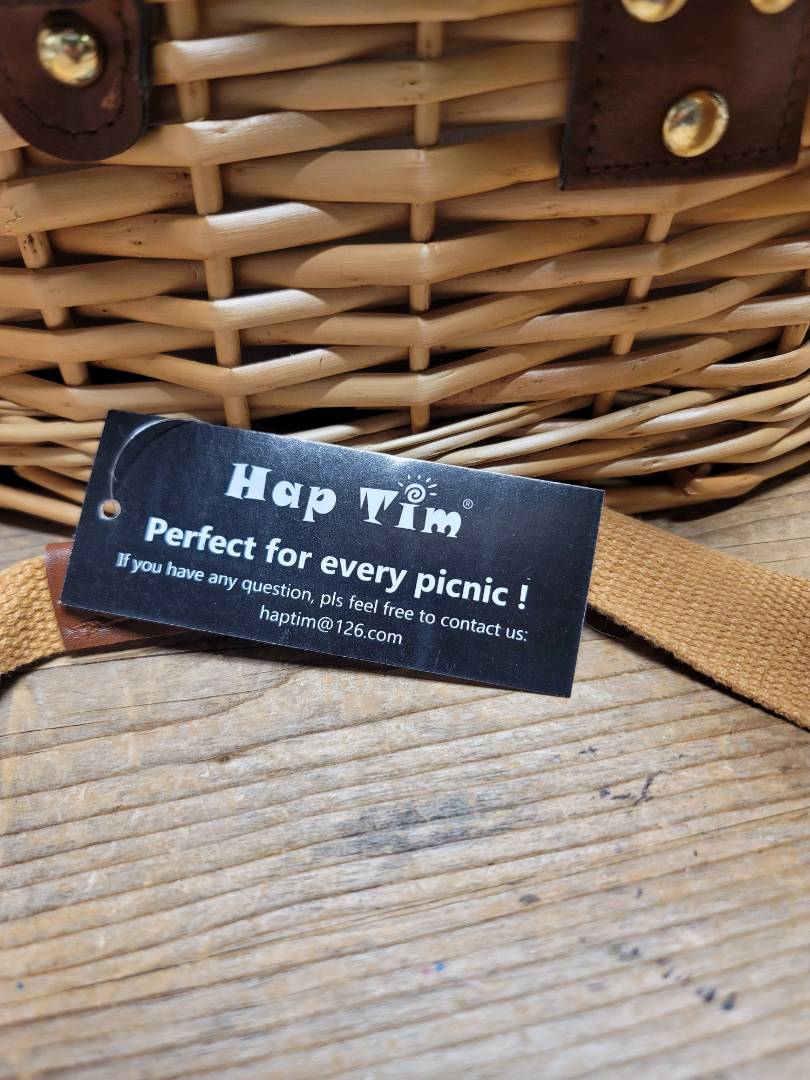 Hap Tim®
Perfect for every picnic !
If you have any question, pls feel free to contact us:
haptim@126.com